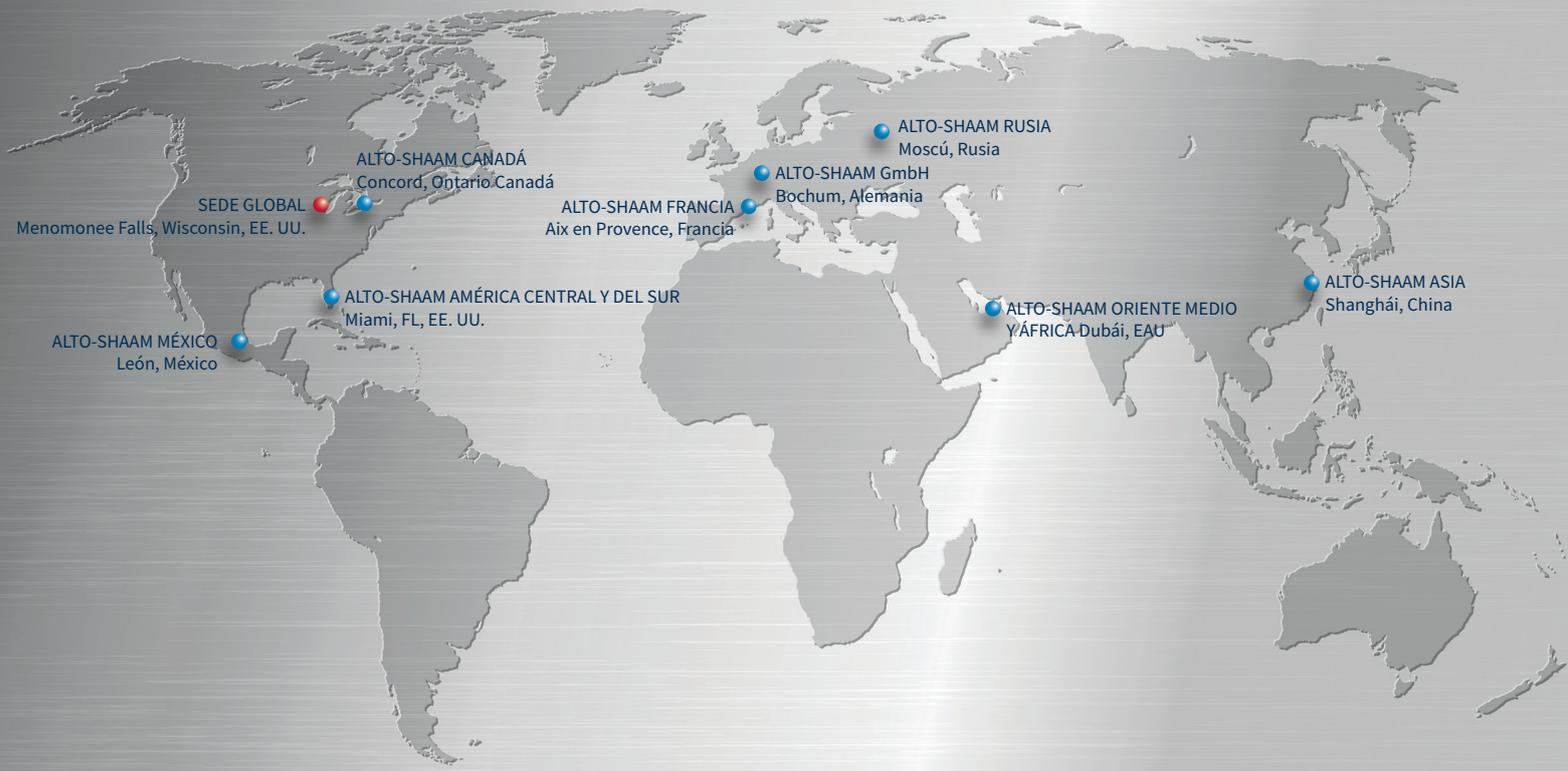 ALTO-SHAAM RUSIA
Moscú, Rusia
ALTO-SHAAM CANADÁ
Concord, Ontario Canadá
ALTO-SHAAM GmbH
Bochum, Alemania
SEDE GLOBAL
Menomonee Falls, Wisconsin, EE. UU.
ALTO-SHAAM FRANCIA
Aix en Provence, Francia
ALTO-SHAAM ASIA
Shanghái, China
ALTO-SHAAM AMÉRICA CENTRAL Y DEL SUR
Miami, FL, EE. UU.
ALTO-SHAAM ORIENTE MEDIO
Y ÁFRICA Dubái, EAU
ALTO-SHAAM MÉXICO
León, México